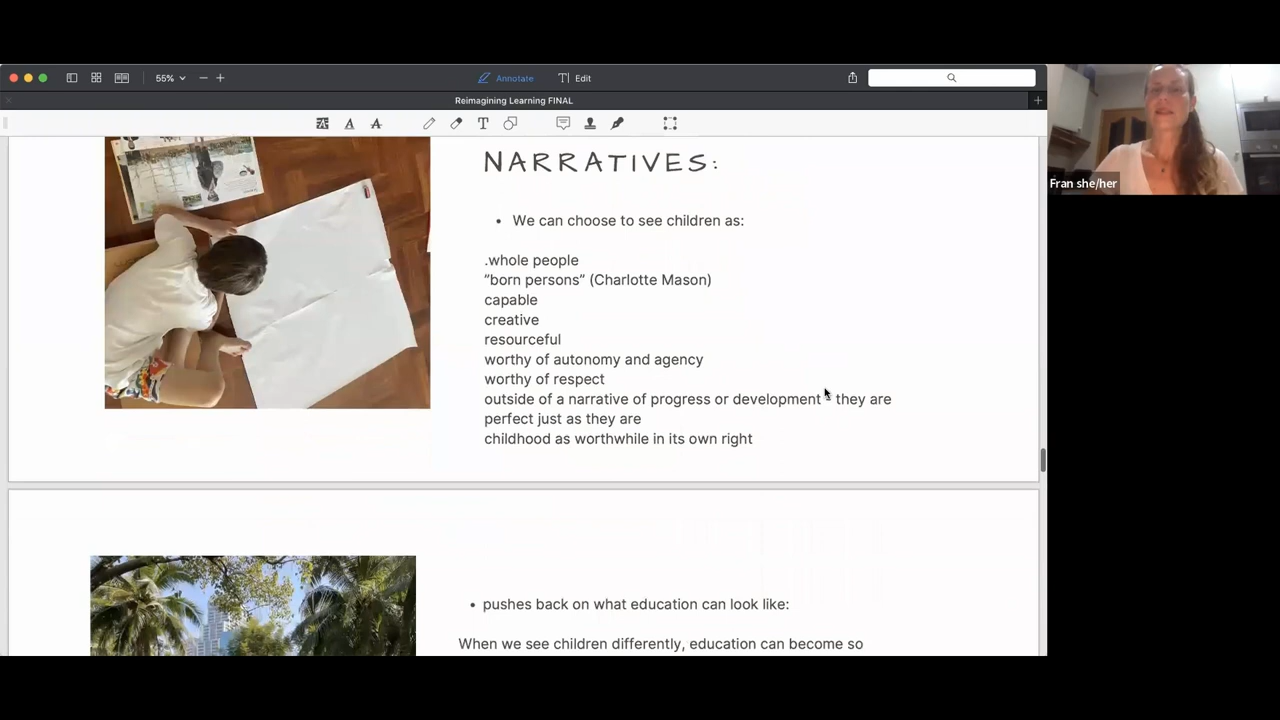 55%
Annotate
Edit
Reimagining Learning FINAL
NARRATIVES:
• We can choose to see children as:
.whole people
”born persons” (Charlotte Mason)
capable
creative
resourceful
worthy of autonomy and agency
worthy of respect
outside of a narrative of progress or development - they are
perfect just as they are
childhood as worthwhile in its own right
• pushes back on what education can look like:
When we see children differently, education can become so
Fran she/her